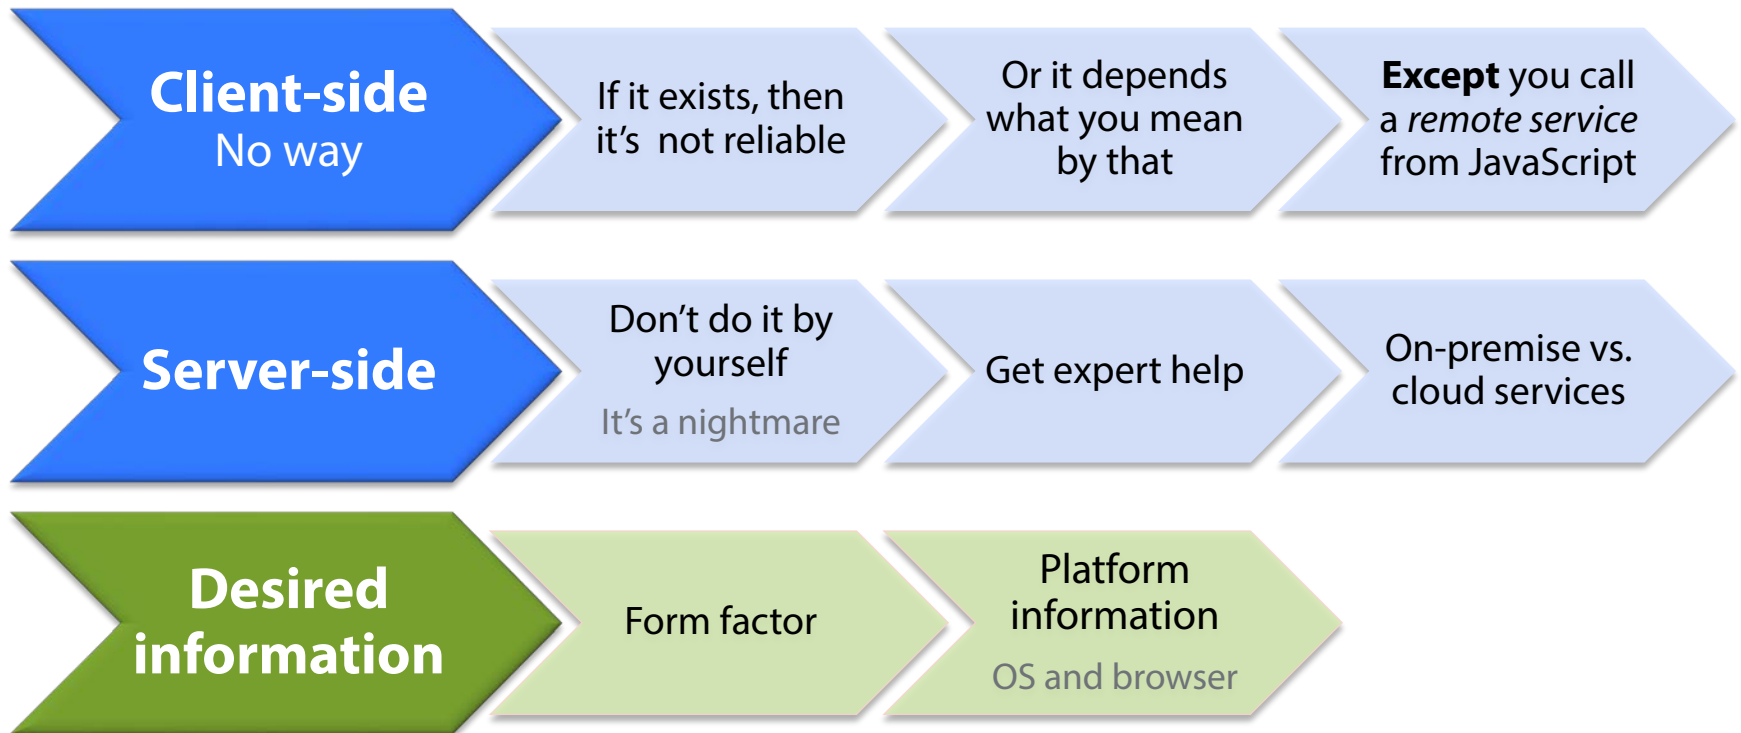 Client-side
No way
If it exists, then
it's  not reliable
Or it depends
what you mean
by that
Except you call
a remote service
from JavaScript
Server-side
Don’t do it by
yourself
It’s a nightmare
Get expert help
On-premise vs.
cloud services
Desired
information
Form factor
Platform
information
OS and browser